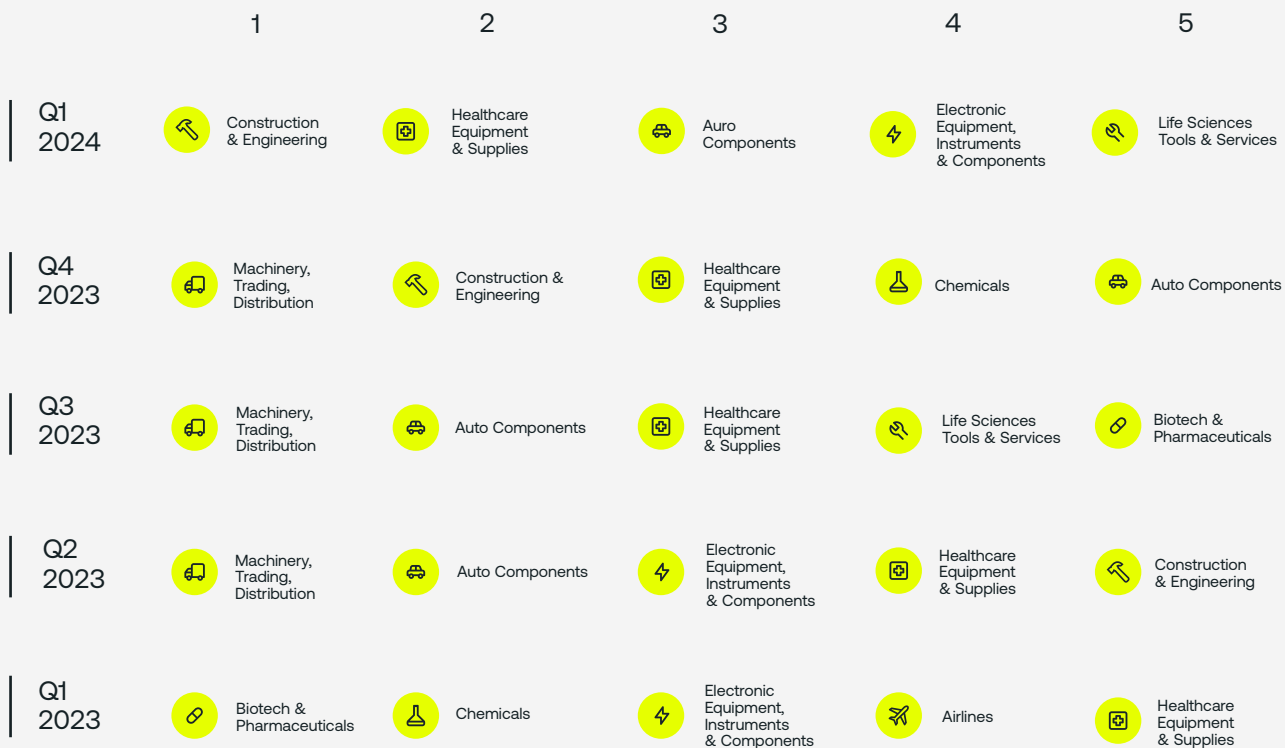 1
2
3
4
5
Q1
2024
Construction
& Engineering
Healthcare
Equipment
& Supplies
Auro
Components
Electronic
Equipment,
Instruments
& Components
Life Sciences
Tools & Services
Q4
2023
Machinery,
Trading,
Distribution
Construction &
Engineering
Healthcare
Equipment
& Supplies
Chemicals
Auto Components
Q3
2023
Machinery,
Trading,
Distribution
Auto Components
Healthcare
Equipment
& Supplies
Life Sciences
Tools & Services
Biotech &
Pharmaceuticals
Q2
2023
Machinery,
Trading,
Distribution
Auto Components
Electronic
Equipment,
Instruments
& Components
Healthcare
Equipment
& Supplies
Construction
& Engineering
Q1
2023
Biotech &
Pharmaceuticals
Chemicals
Electronic
Equipment,
Instruments
& Components
Airlines
Healthcare
Equipment
& Supplies